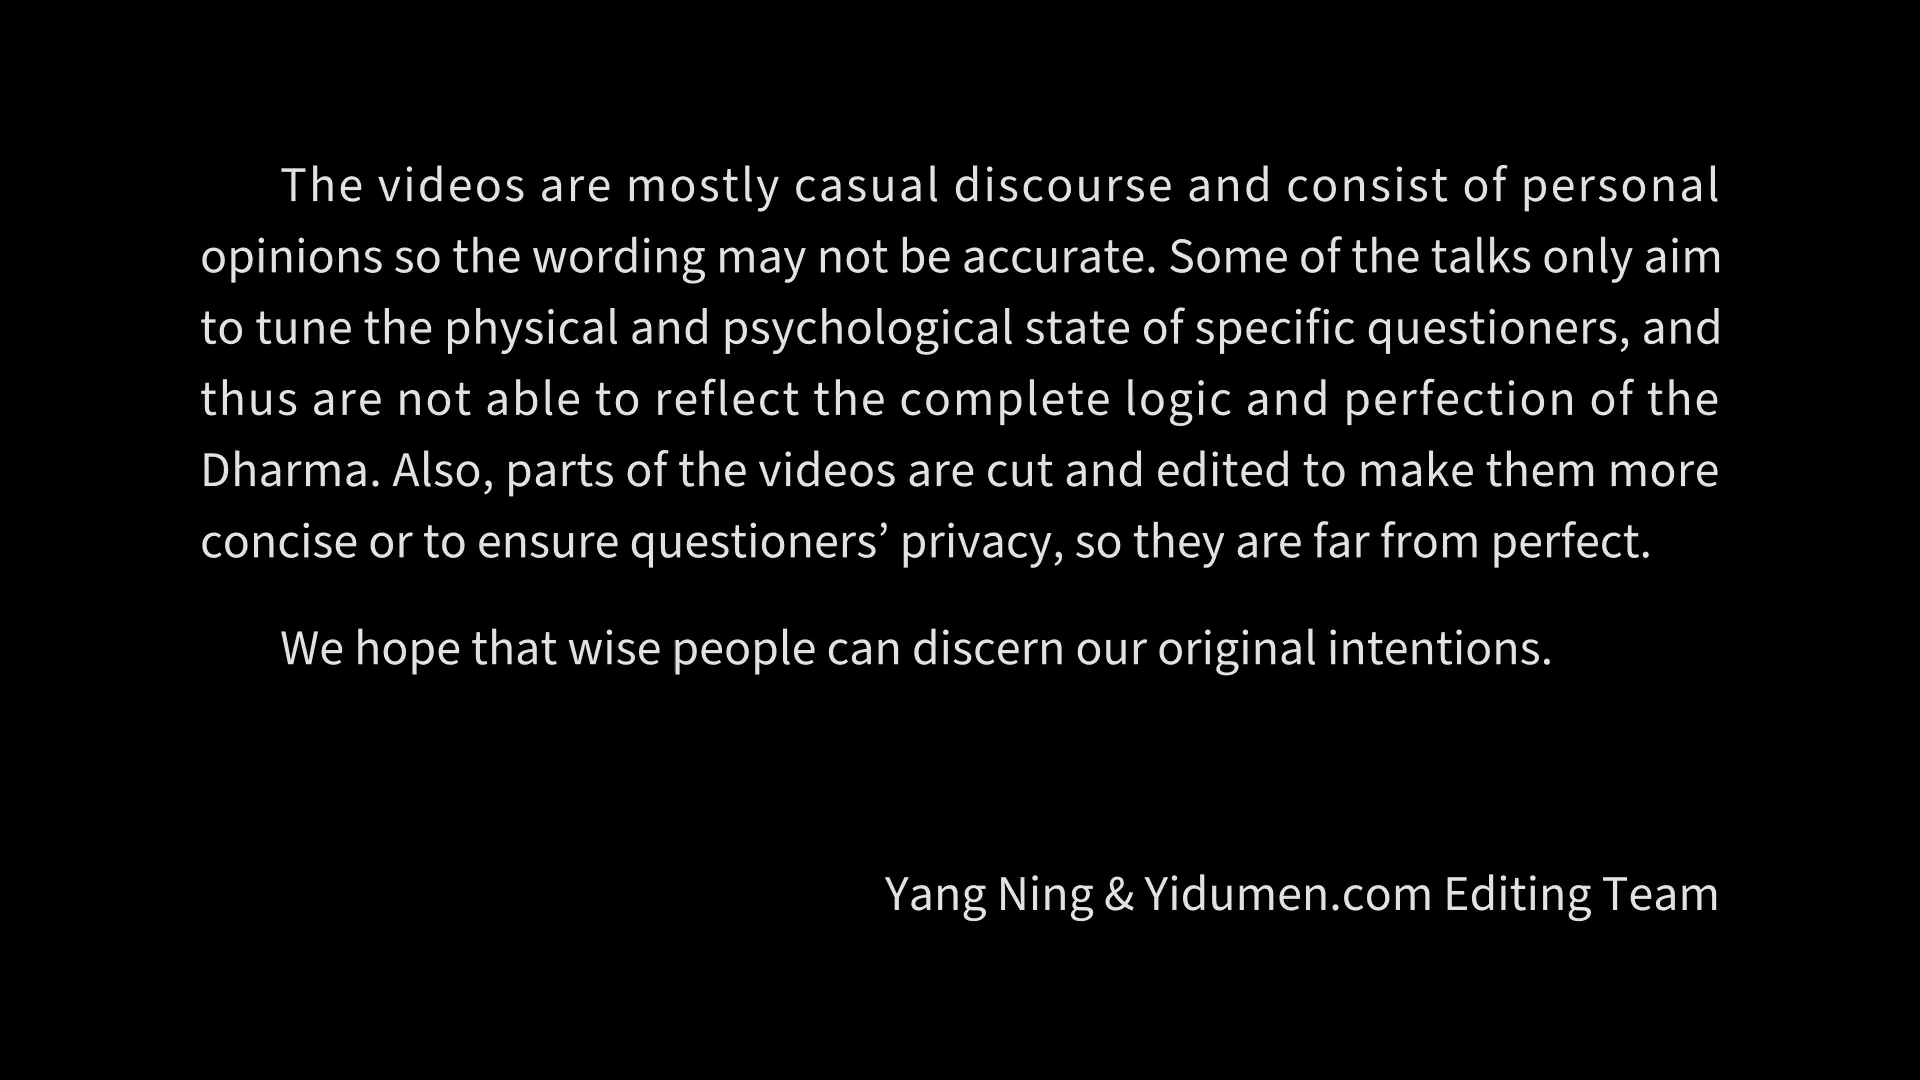 The videos are mostly casual discourse and consist of personal
opinions so the wording may not be accurate. Some of the talks only aim
to tune the physical and psychological state of specific questioners, and
thus are not able to reflect the complete logic and perfection of the
Dharma. Also, parts of the videos are cut and edited to make them more
concise or to ensure questioners’ privacy, so they are far from perfect.
We hope that wise people can discern our original intentions.
Yang Ning & Yidumen.com Editing Team